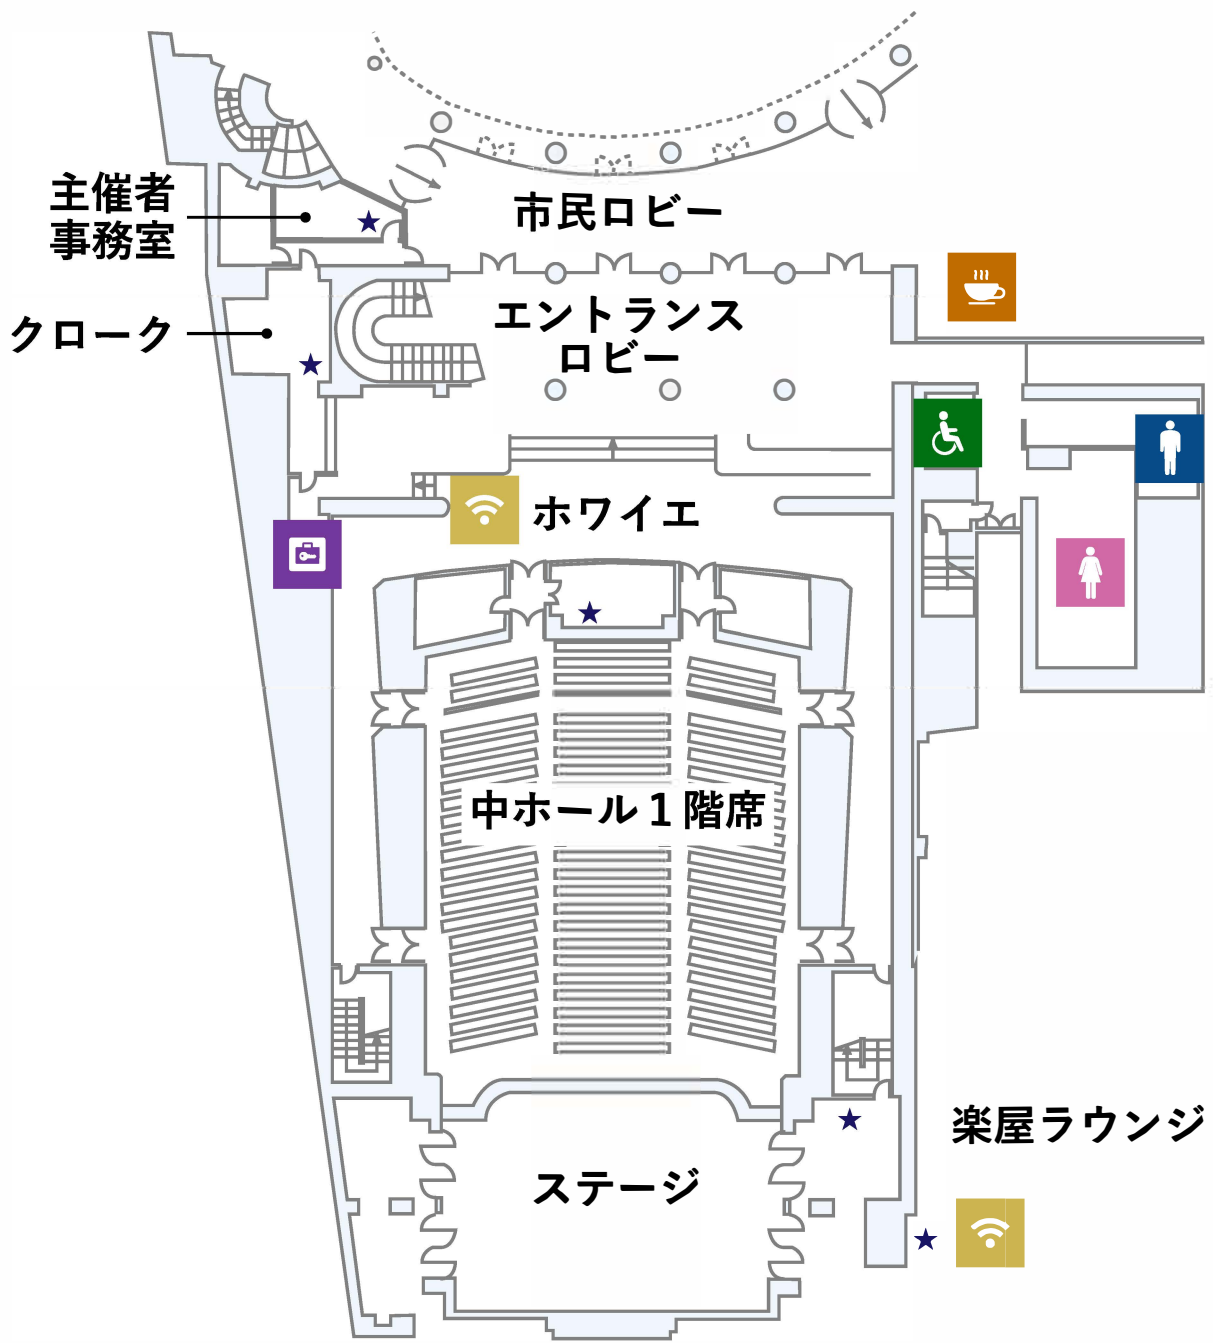 主催者
事務室
市民ロビー
クローク
エントランス
ロビー
ホワイエ
中ホール1階席
楽屋ラウンジ
ステージ